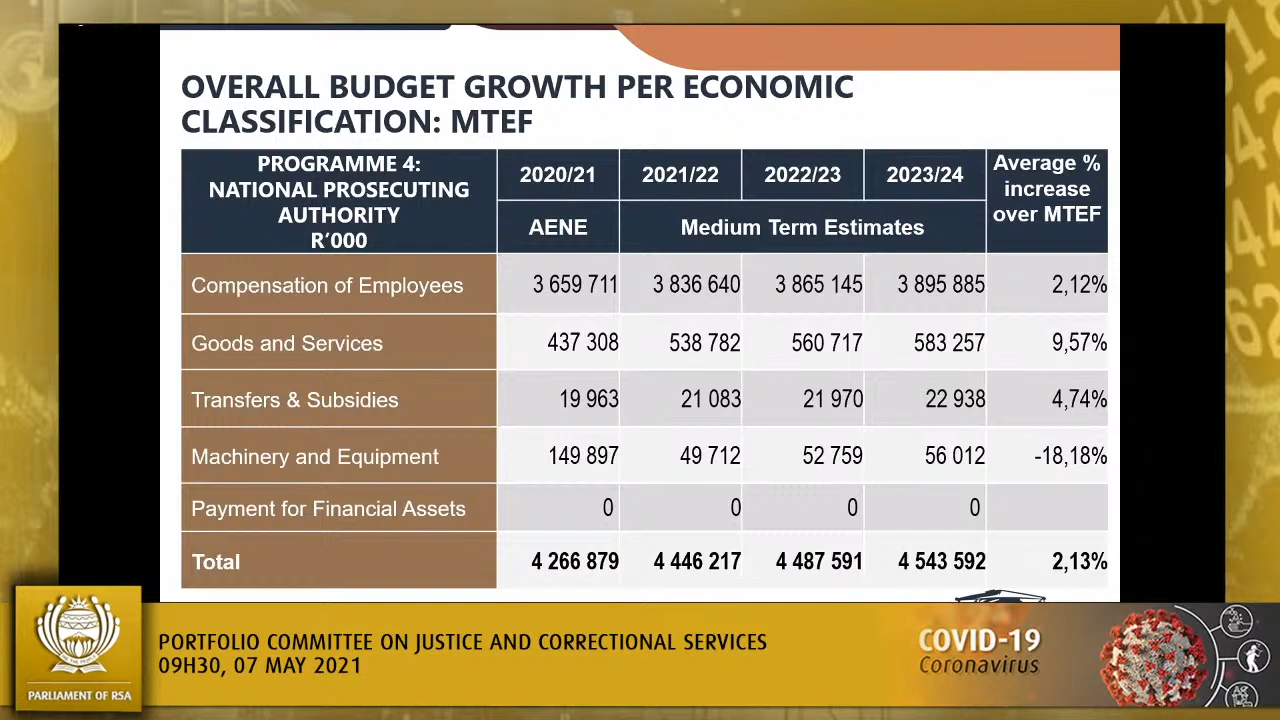 OVERALL BUDGET GROWTH PER ECONOMIC
CLASSIFICATION: MTEF
PROGRAMME 4:
NATIONAL PROSECUTING
AUTHORITY
R’000
2020/21
2021/22
2022/23
2023/24
Average %
increase
over MTEF
AENE
Medium Term Estimates
Compensation of Employees 3 659 711 3 836 640 3 865 145 3 895 885 2,12%
Goods and Services 437 308 538 782 560 717 583 257 9,57%
Transfers & Subsidies 19 963 21 083 21 970 22 938 4,74%
Machinery and Equipment 149 897 49 712 52 759 56 012 -18,18%
Payment for Financial Assets 0 0 0 0
Total 4 266 879 4 446 217 4 487 591 4 543 592 2,13%
PORTFOLIO COMMITTEE ON JUSTICE AND CORRECTIONAL SERVICES
09H30, 07 MAY 2021
PARLIAMENT OF RSA
COVID-19
Coronavirus